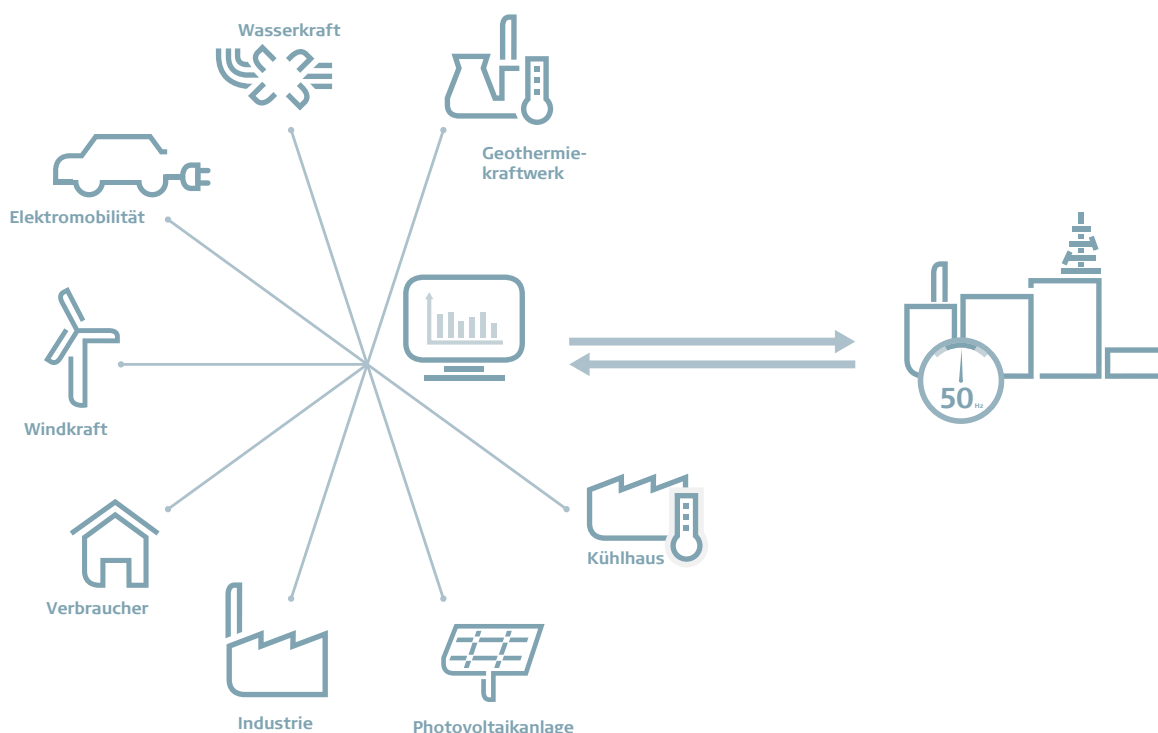 Wasserkraft
Geothermie-
kraftwerk
Elektromobilität
Windkraft
50 Hz
Kühlhaus
Verbraucher
Industrie
Photovoltaikanlage